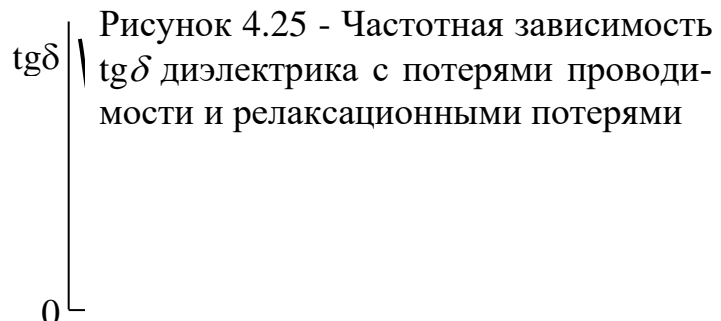 Рисунок 4.25 - Частотная зависимость
tgδ
tgδ диэлектрика с потерями проводи-
мости и релаксационными потерями
0